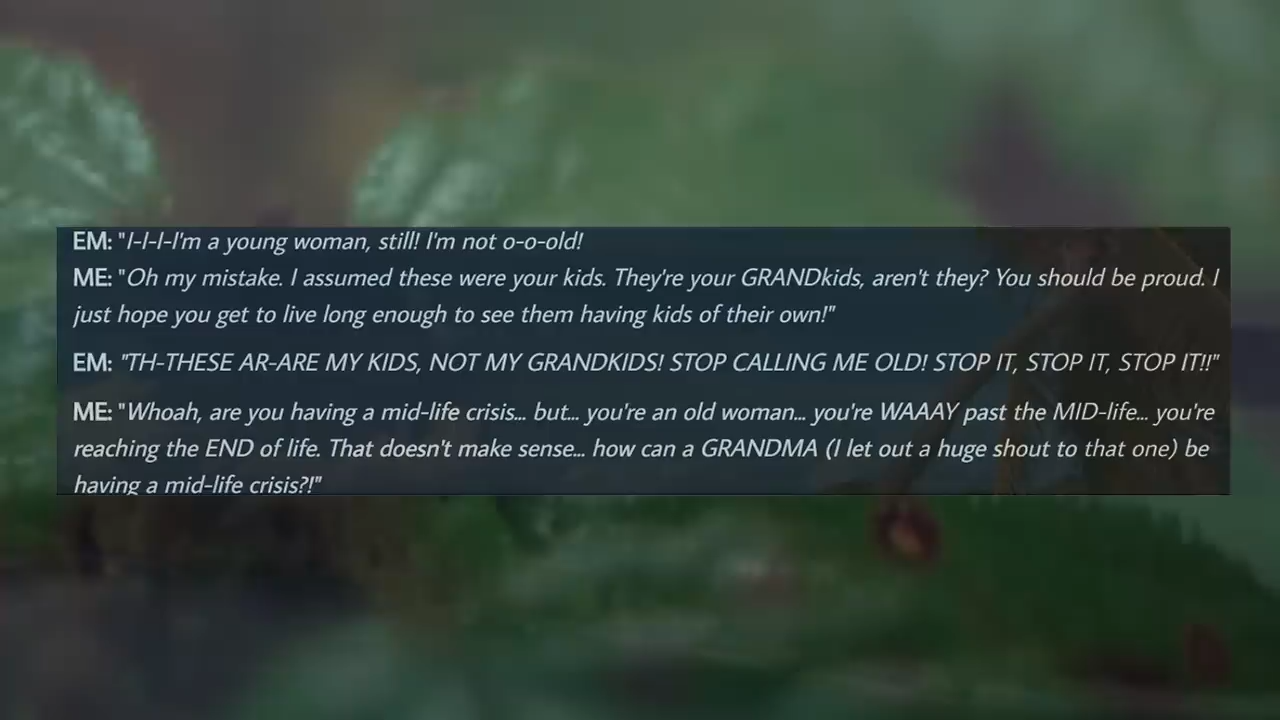 EM: "I-I-I-I'm a young woman, still! I'm not o-o-old!
ME: "Oh my mistake. I assumed these were your kids. They're your GRANDkids, aren't they? You should be proud. I
just hope you get to live long enough to see them having kids of their own!"
EM: "TH-THESE AR-ARE MY KIDS, NOT MY GRANDKIDS! STOP CALLING ME OLD! STOP IT, STOP IT, STOP IT!!"
ME: "Whoah, are you having a mid-life crisis... but... you're an old woman... you're WAAAY past the MID-life... you're
reaching the END of life. That doesn't make sense... how can a GRANDMA (I let out a huge shout to that one) be
having a mid-life crisis?!"